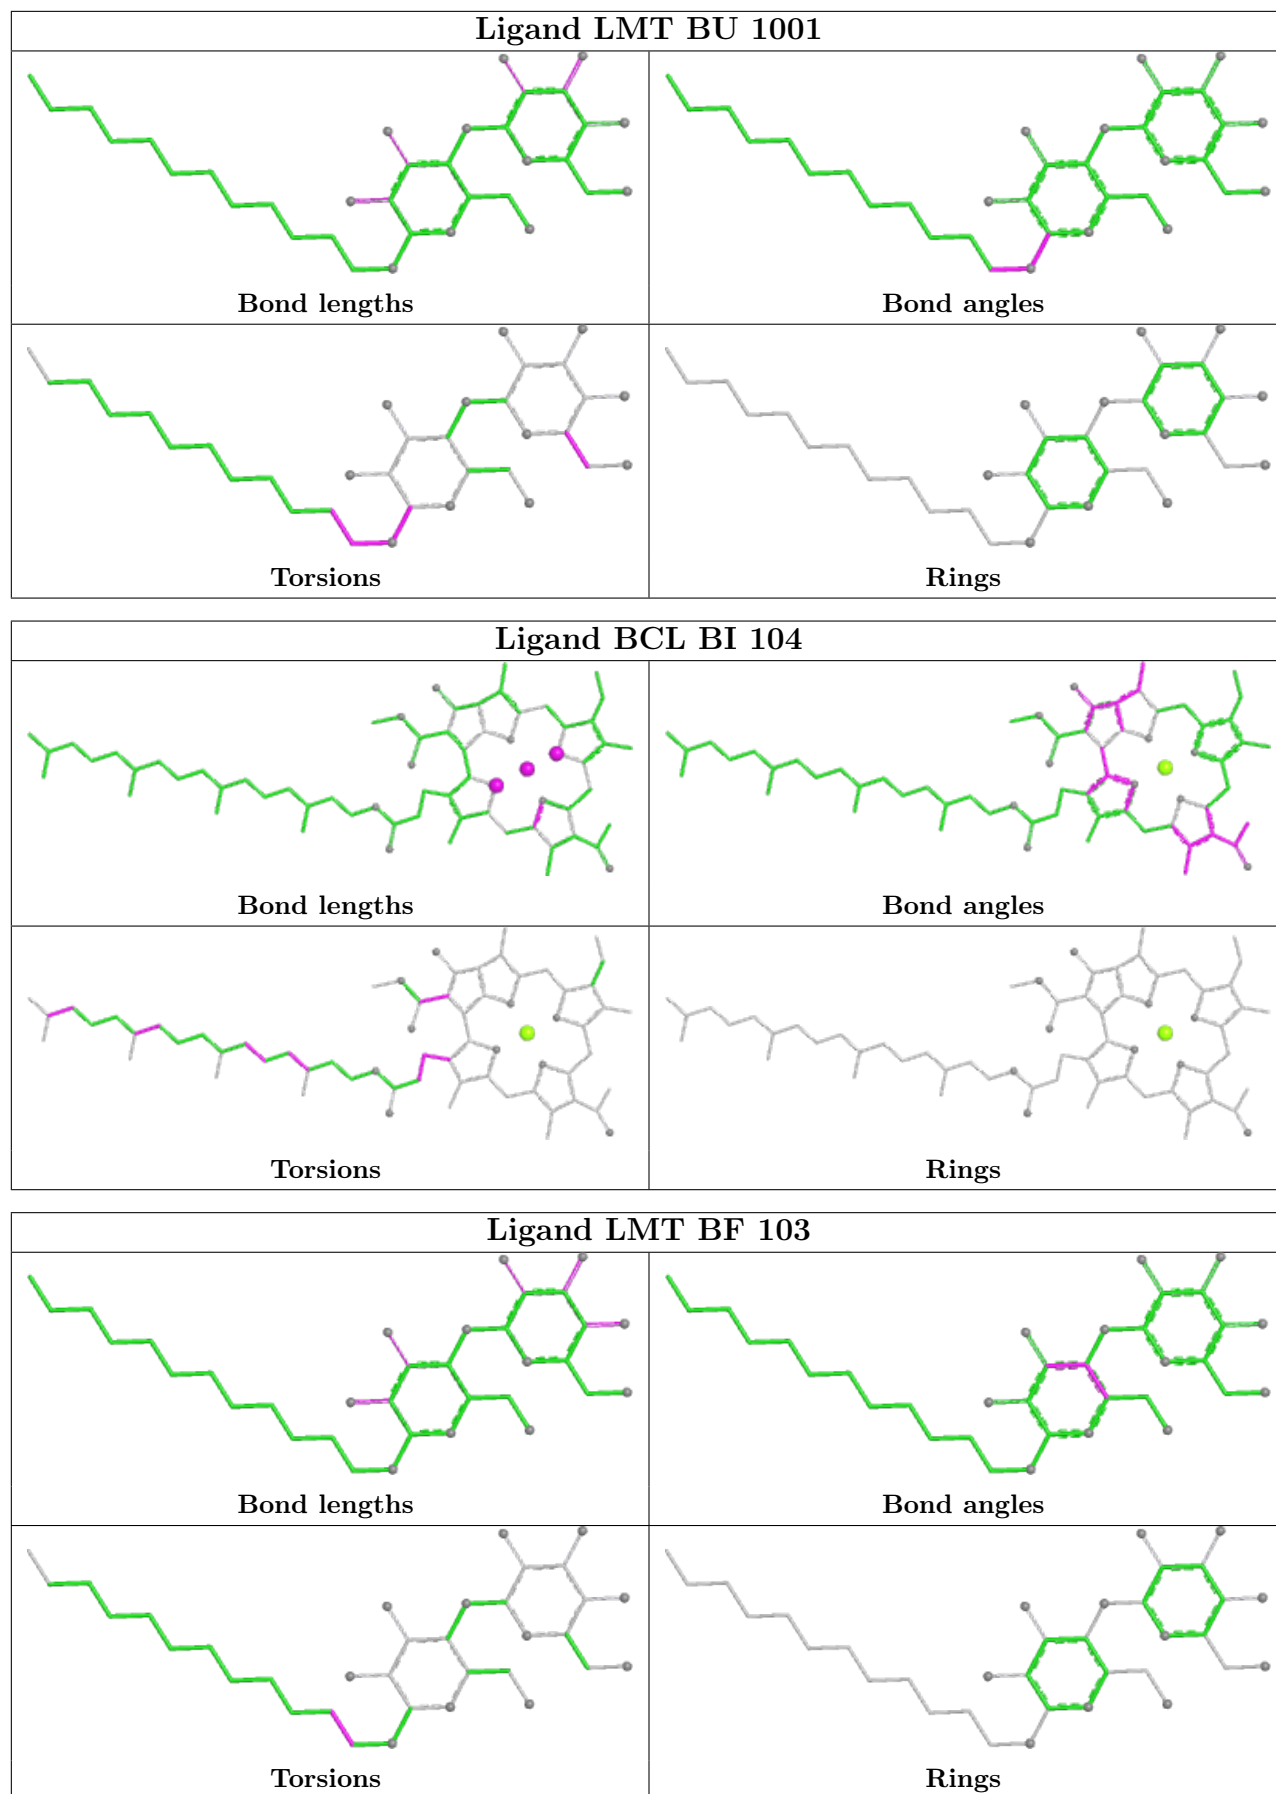 Ligand LMT BU 1001
Bond lengths
Bond angles
Torsions
Rings
Ligand BCL BI 104
Bond lengths
Bond angles
Torsions
Rings
Ligand LMT BF 103
Bond lengths
Bond angles
Torsions
Rings